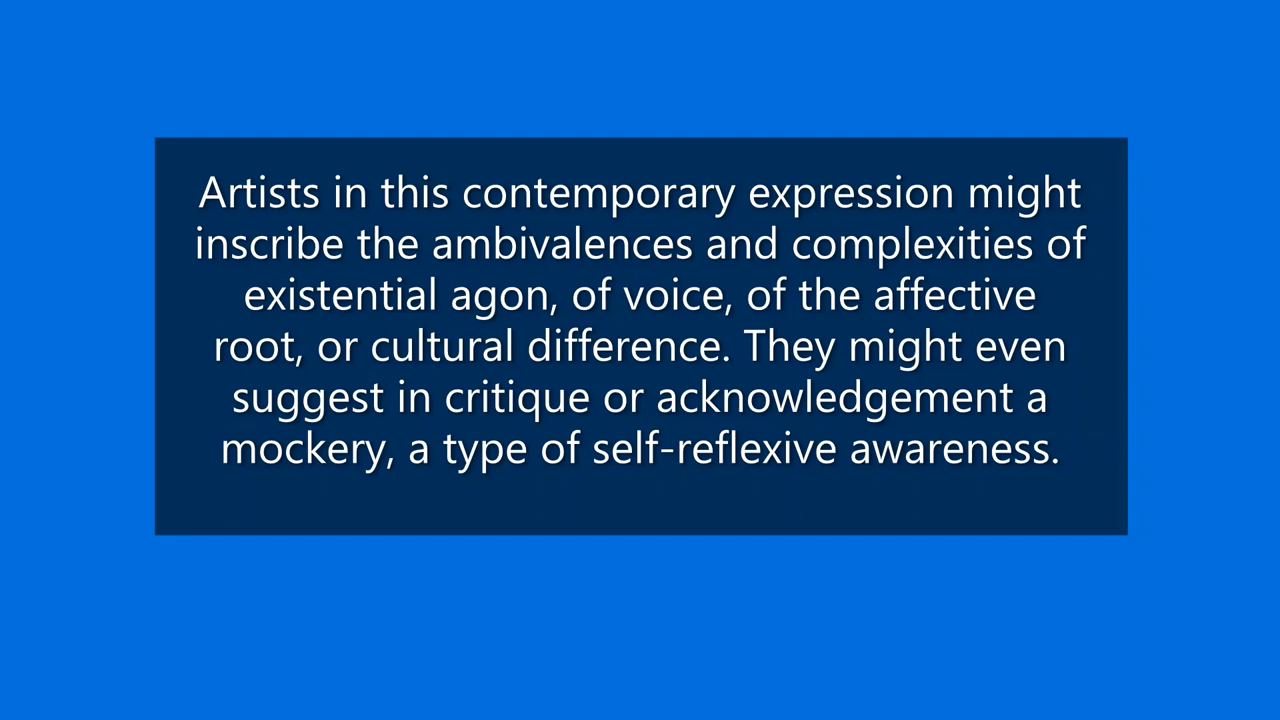 Artists in this contemporary expression might
inscribe the ambivalences and complexities of
existential agon, of voice, of the affective
root, or cultural difference. They might even
suggest in critique or acknowledgement a
mockery, a type of self-reflexive awareness.